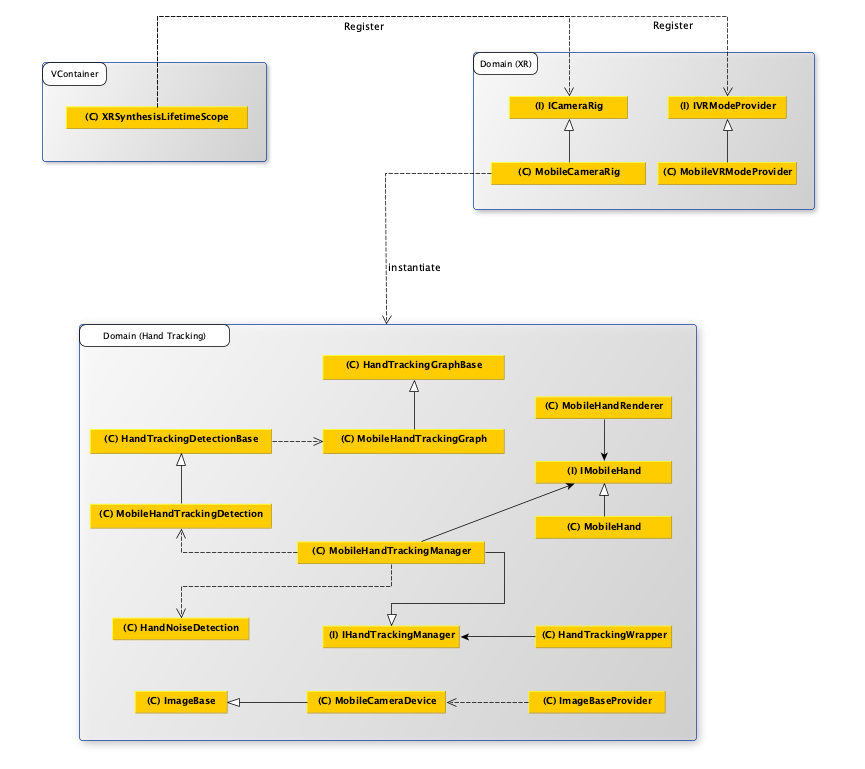 Register
Register
VContainer
Domain (XR)
(C) XRSynthesisLifetimeScope
(I) ICameraRig
(I) IVRModeProvider
(C) MobileCameraRig
(C) MobileVRModeProvider
instantiate
Domain (Hand Tracking)
(C) HandTrackingGraphBase
(C) MobileHandRenderer
(C) HandTrackingDetectionBase
(C) MobileHandTrackingGraph
(I) IMobileHand
(C) MobileHandTrackingDetection
(C) MobileHand
(C) MobileHandTrackingManager
(C) HandNoiseDetection
(I) IHandTrackingManager
(C) HandTrackingWrapper
(C) ImageBase
(C) MobileCameraDevice
(C) ImageBaseProvider